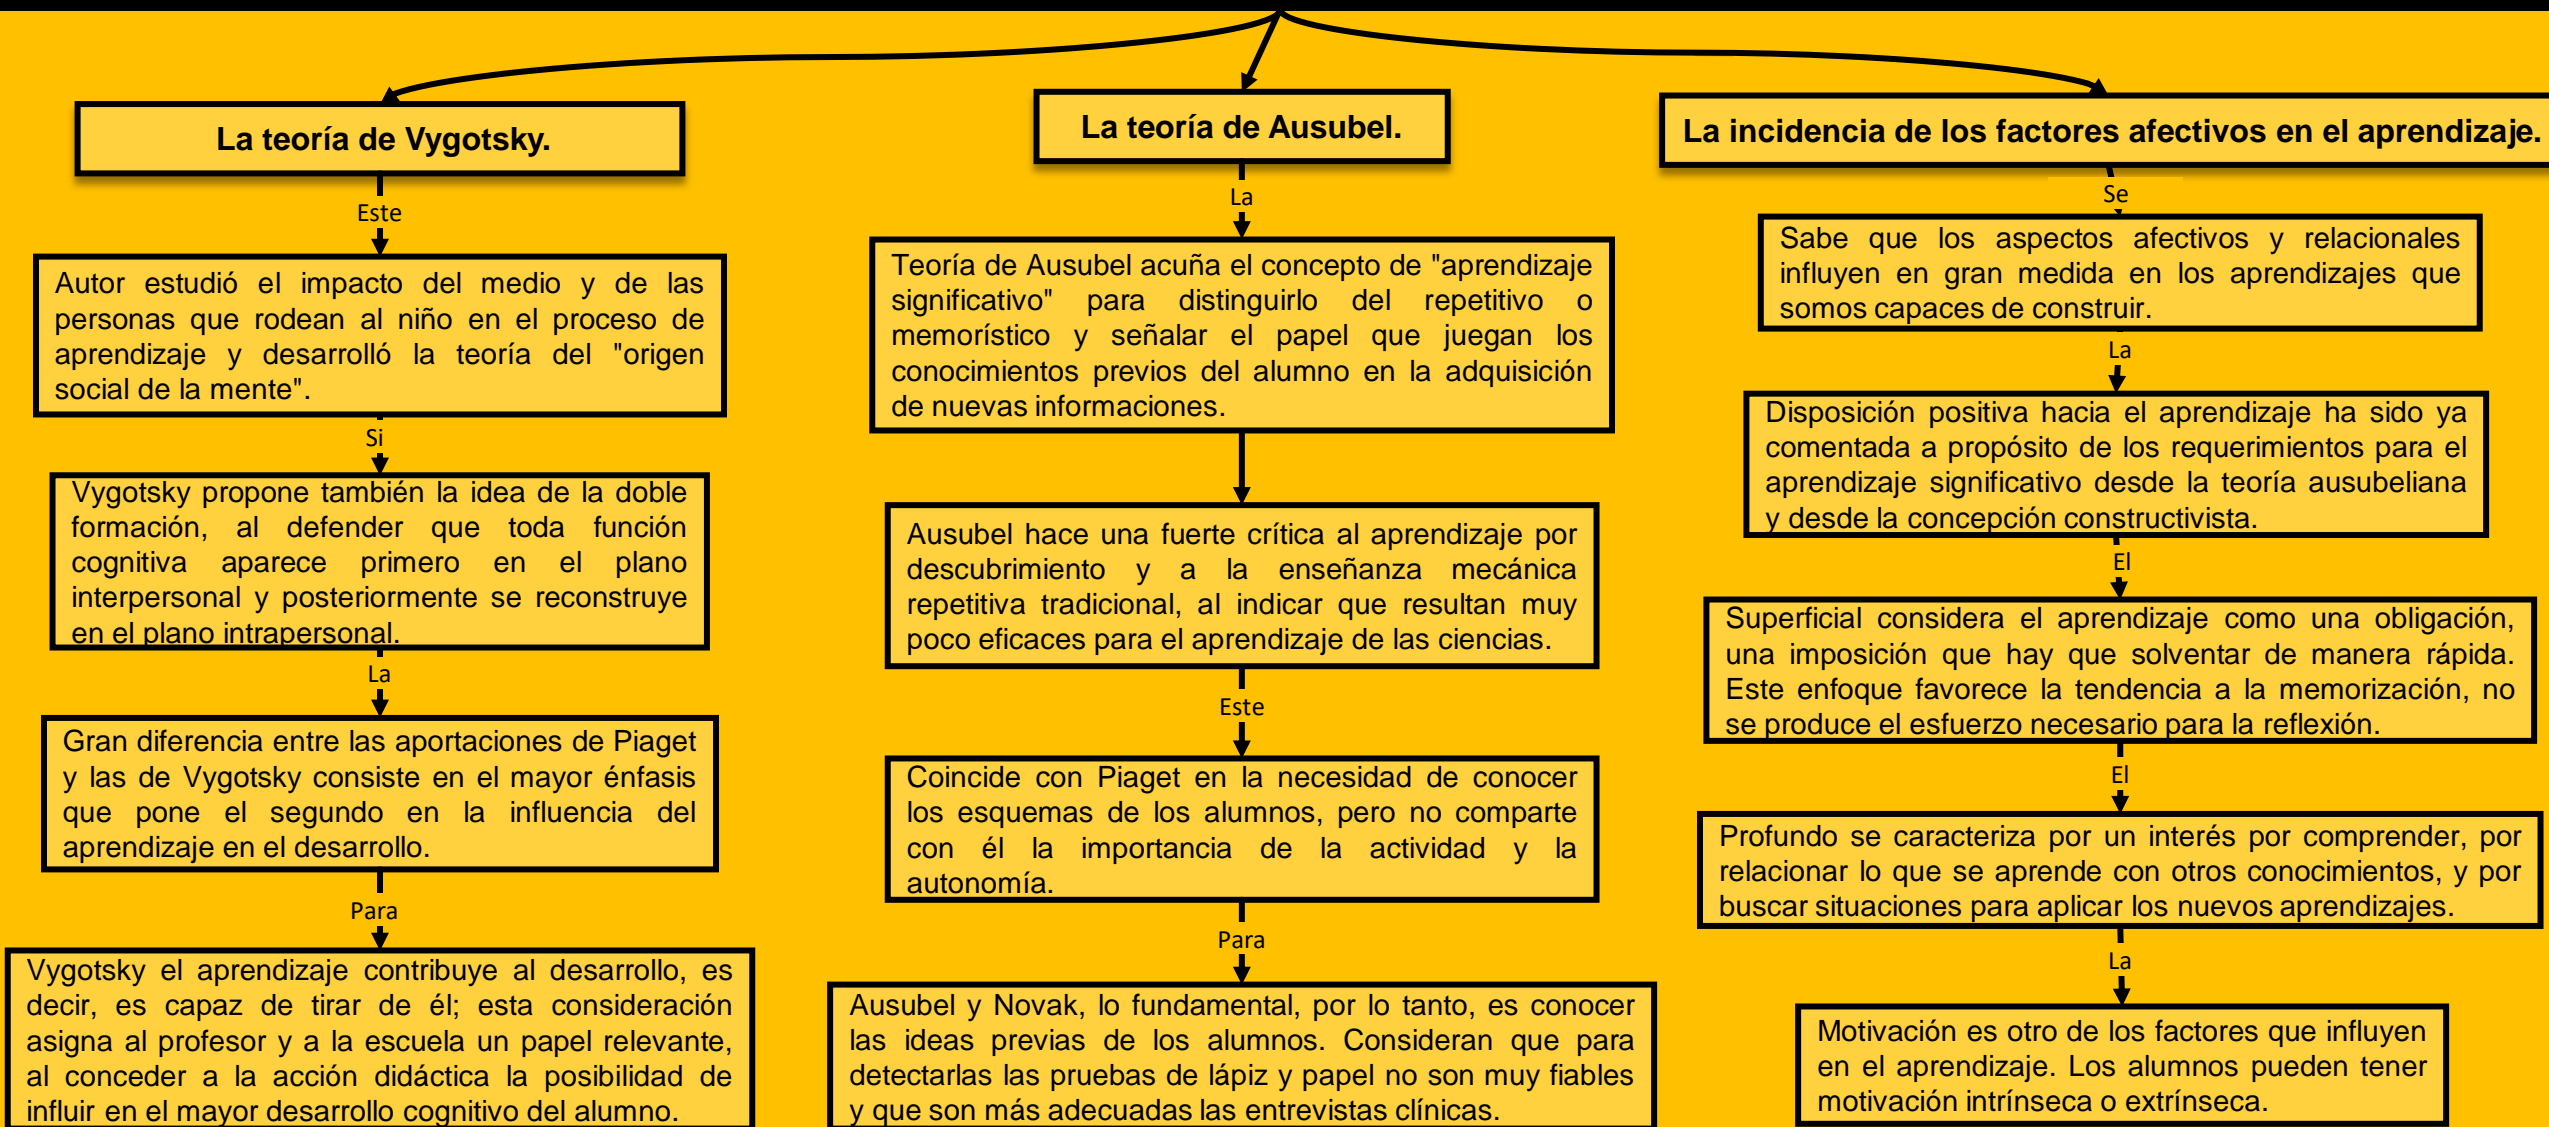 La teoría de Vygotsky.
Este
Autor estudió el impacto del medio y de las
personas que rodean al niño en el proceso de
aprendizaje y desarrolló la teoría del "origen
social de la mente".
Si
Vygotsky propone también la idea de la doble
formación, al defender que toda función
cognitiva aparece primero en el plano
interpersonal y posteriormente se reconstruye
en el plano intrapersonal.
La
Gran diferencia entre las aportaciones de Piaget
y las de Vygotsky consiste en el mayor énfasis
que pone el segundo en la influencia del
aprendizaje en el desarrollo.
Para
Vygotsky el aprendizaje contribuye al desarrollo, es
decir, es capaz de tirar de él; esta consideración
asigna al profesor y a la escuela un papel relevante,
al conceder a la acción didáctica la posibilidad de
influir en el mayor desarrollo cognitivo del alumno.
La teoría de Ausubel.
La
Teoría de Ausubel acuña el concepto de "aprendizaje
significativo" para distinguirlo del repetitivo o
memorístico y señalar el papel que juegan los
conocimientos previos del alumno en la adquisición
de nuevas informaciones.
Ausubel hace una fuerte crítica al aprendizaje por
descubrimiento y a la enseñanza mecánica
repetitiva tradicional, al indicar que resultan muy
poco eficaces para el aprendizaje de las ciencias.
Este
Coincide con Piaget en la necesidad de conocer
los esquemas de los alumnos, pero no comparte
con él la importancia de la actividad y la
autonomía.
Para
Ausubel y Novak, lo fundamental, por lo tanto, es conocer
las ideas previas de los alumnos. Consideran que para
detectarlas las pruebas de lápiz y papel no son muy fiables
y que son más adecuadas las entrevistas clínicas.
La incidencia de los factores afectivos en el aprendizaje.
Se
Sabe que los aspectos afectivos y relacionales
influyen en gran medida en los aprendizajes que
somos capaces de construir.
La
Disposición positiva hacia el aprendizaje ha sido ya
comentada a propósito de los requerimientos para el
aprendizaje significativo desde la teoría ausubeliana
y desde la concepción constructivista.
El
Superficial considera el aprendizaje como una obligación,
una imposición que hay que solventar de manera rápida.
Este enfoque favorece la tendencia a la memorización, no
se produce el esfuerzo necesario para la reflexión.
El
Profundo se caracteriza por un interés por comprender, por
relacionar lo que se aprende con otros conocimientos, y por
buscar situaciones para aplicar los nuevos aprendizajes.
La
Motivación es otro de los factores que influyen
en el aprendizaje. Los alumnos pueden tener
motivación intrínseca o extrínseca.